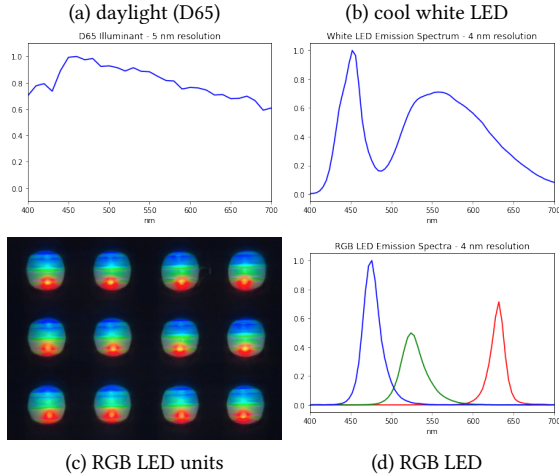 (a) daylight (D65)
(b) cool white LED
D65 Illuminant - 5 nm resolution
1.0
0.8
0.6
0.4
0.2
0.0
400 450 500 550 600 650 700
nm
White LED Emission Spectrum - 4 nm resolution
1.0
0.8
0.6
0.4
0.2
0.0
400 450 500 550 600 650 700
nm
RGB LED Emission Spectra - 4 nm resolution
1.0
0.8
0.6
0.4
0.2
0.0
400 450 500 550 600 650 700
nm
(c) RGB LED units
(d) RGB LED